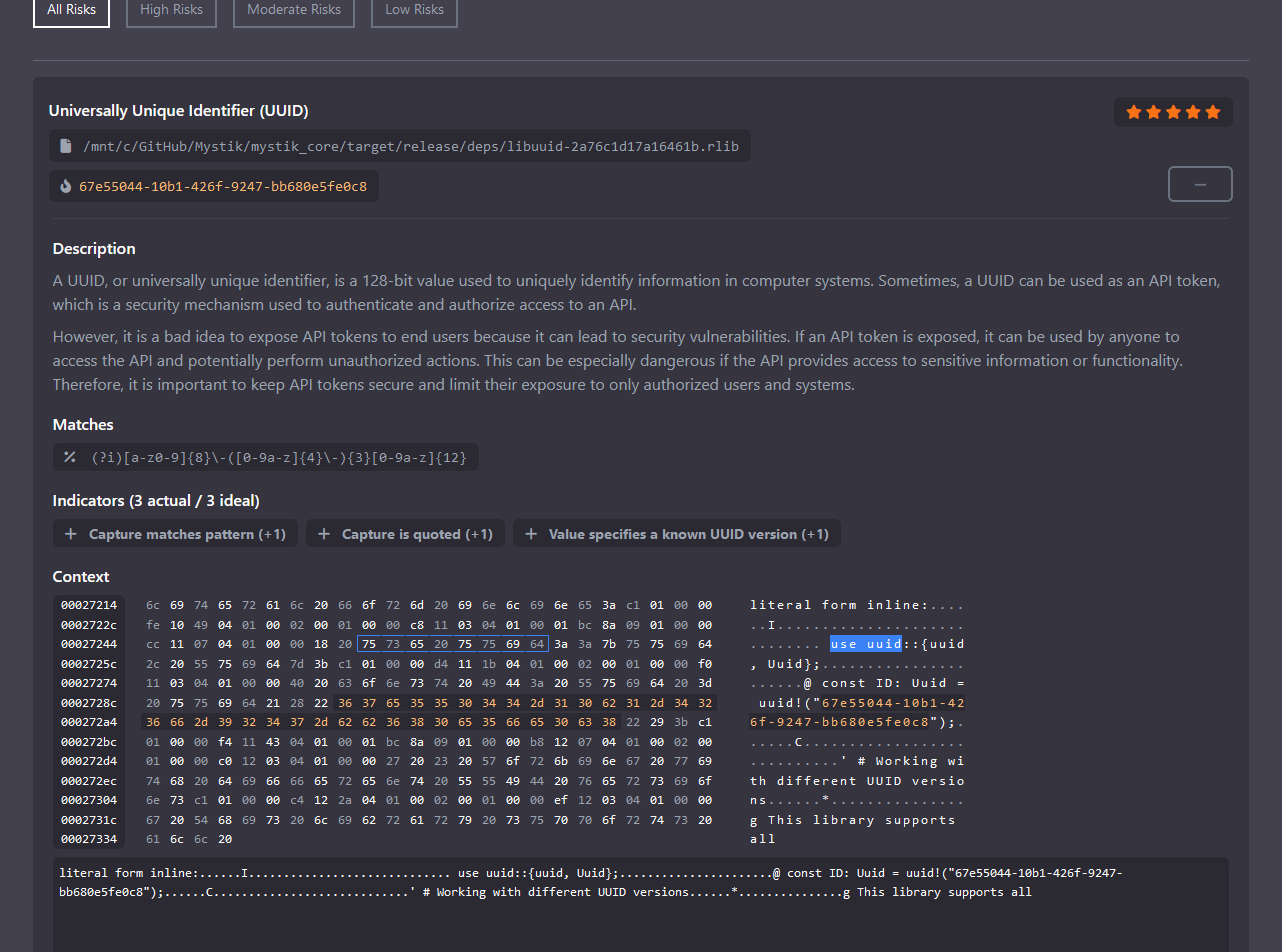 All Risks High Risks Moderate Risks Low Risks
Universally Unique Identifier (UUID)
/mnt/c/GitHub/Mystik/mystik_core/target/release/deps/libuuid-2a76c1d17a16461b.rlib
67e55044-10b1-426f-9247-bb680e5fe0c8
Description
A UUID, or universally unique identifier, is a 128-bit value used to uniquely identify information in computer systems. Sometimes, a UUID can be used as an API token,
which is a security mechanism used to authenticate and authorize access to an API.
However, it is a bad idea to expose API tokens to end users because it can lead to security vulnerabilities. If an API token is exposed, it can be used by anyone to
access the API and potentially perform unauthorized actions. This can be especially dangerous if the API provides access to sensitive information or functionality.
Therefore, it is important to keep API tokens secure and limit their exposure to only authorized users and systems.
Matches
(?i)[a-z0-9]{8}\-([0-9a-z]{4}\-){3}[0-9a-z]{12}
Indicators (3 actual / 3 ideal)
+ Capture matches pattern (+1) + Capture is quoted (+1) + Value specifies a known UUID version (+1)
Context
00027214 6c 69 74 65 72 61 6c 20 66 6f 72 6d 20 69 6e 6c 69 6e 65 3a c1 01 00 00 literal form inline:....
0002722c fe 10 49 04 01 00 02 00 01 00 00 c8 11 03 04 01 00 01 bc 8a 09 01 00 00 ..I.....................
00027244 cc 11 07 04 01 00 00 18 20 75 73 65 20 75 75 69 64 3a 3a 7b 75 75 69 64 ........ use uuid::{uuid
0002725c 2c 20 55 75 69 64 7d 3b c1 01 00 00 d4 11 1b 04 01 00 02 00 01 00 00 f0 , Uuid};................
00027274 11 03 04 01 00 00 40 20 63 6f 6e 73 74 20 49 44 3a 20 55 75 69 64 20 3d ......@ const ID: Uuid =
0002728c 20 75 75 69 64 21 28 22 36 37 65 35 35 30 34 34 2d 31 30 62 31 2d 34 32 uuid!("67e55044-10b1-42
000272a4 36 66 2d 39 32 34 37 2d 62 62 36 38 30 65 35 66 65 30 63 38 22 29 3b c1 6f-9247-bb680e5fe0c8");.
000272bc 01 00 00 f4 11 43 04 01 00 01 bc 8a 09 01 00 00 b8 12 07 04 01 00 02 00 .....C..................
000272d4 01 00 00 c0 12 03 04 01 00 00 27 20 23 20 57 6f 72 6b 69 6e 67 20 77 69 ..........' # Working wi
000272ec 74 68 20 64 69 66 66 65 72 65 6e 74 20 55 55 49 44 20 76 65 72 73 69 6f th different UUID versio
00027304 6e 73 c1 01 00 00 c4 12 2a 04 01 00 02 00 01 00 00 ef 12 03 04 01 00 00 ns......*...............
0002731c 67 20 54 68 69 73 20 6c 69 62 72 61 72 79 20 73 75 70 70 6f 72 74 73 20 g This library supports
00027334 61 6c 6c 20 all
literal form inline:......I............................ use uuid::{uuid, Uuid};......................@ const ID: Uuid = uuid!("67e55044-10b1-426f-9247-
bb680e5fe0c8");......C............................' # Working with different UUID versions......*...............g This library supports all